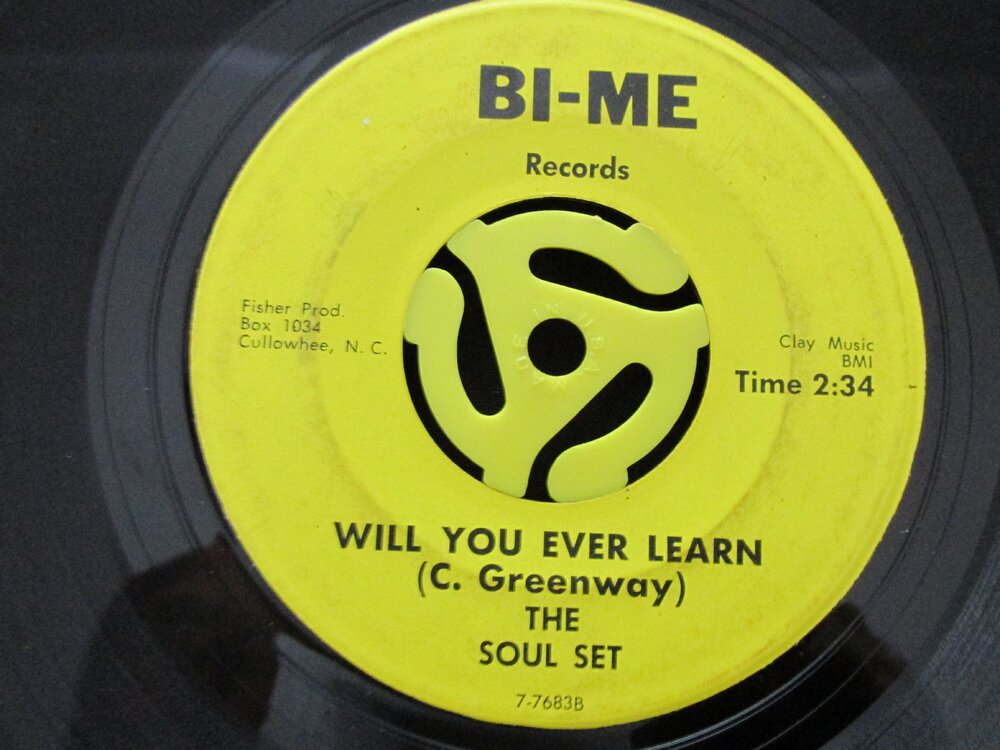 BI-ME
Records
Fisher Prod.
Box 1034
Cullowhee, N. C.
Clay Music
BMI
Time 2:34
WILL YOU EVER LEARN
(C. Greenway)
THE
SOUL SET
7-7683B